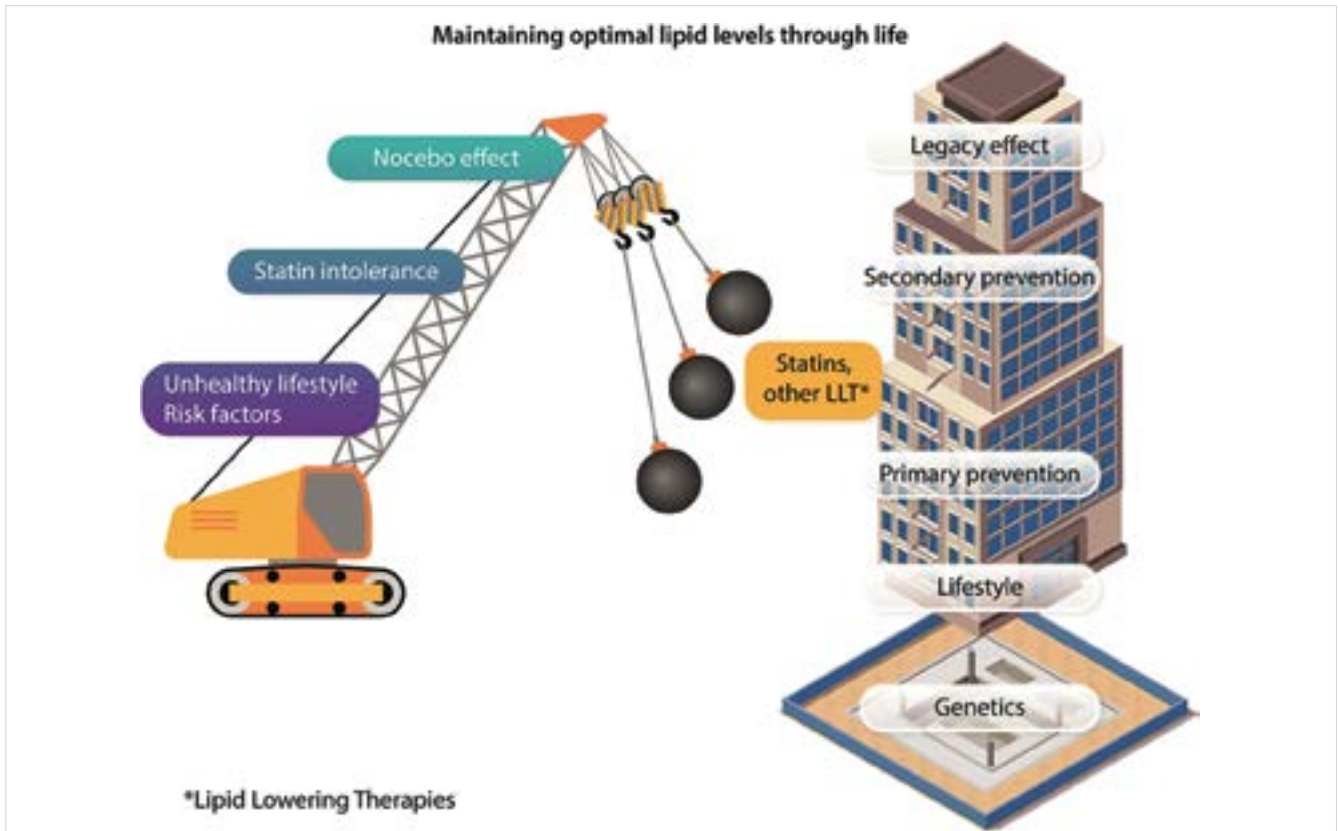 Maintaining optimal lipid levels through life
Nocebo effect
Statin intolerance
Unhealthy lifestyle
Risk factors
Statins,
other LLT*
Legacy effect
Secondary prevention
Primary prevention
Lifestyle
Genetics
*Lipid Lowering Therapies